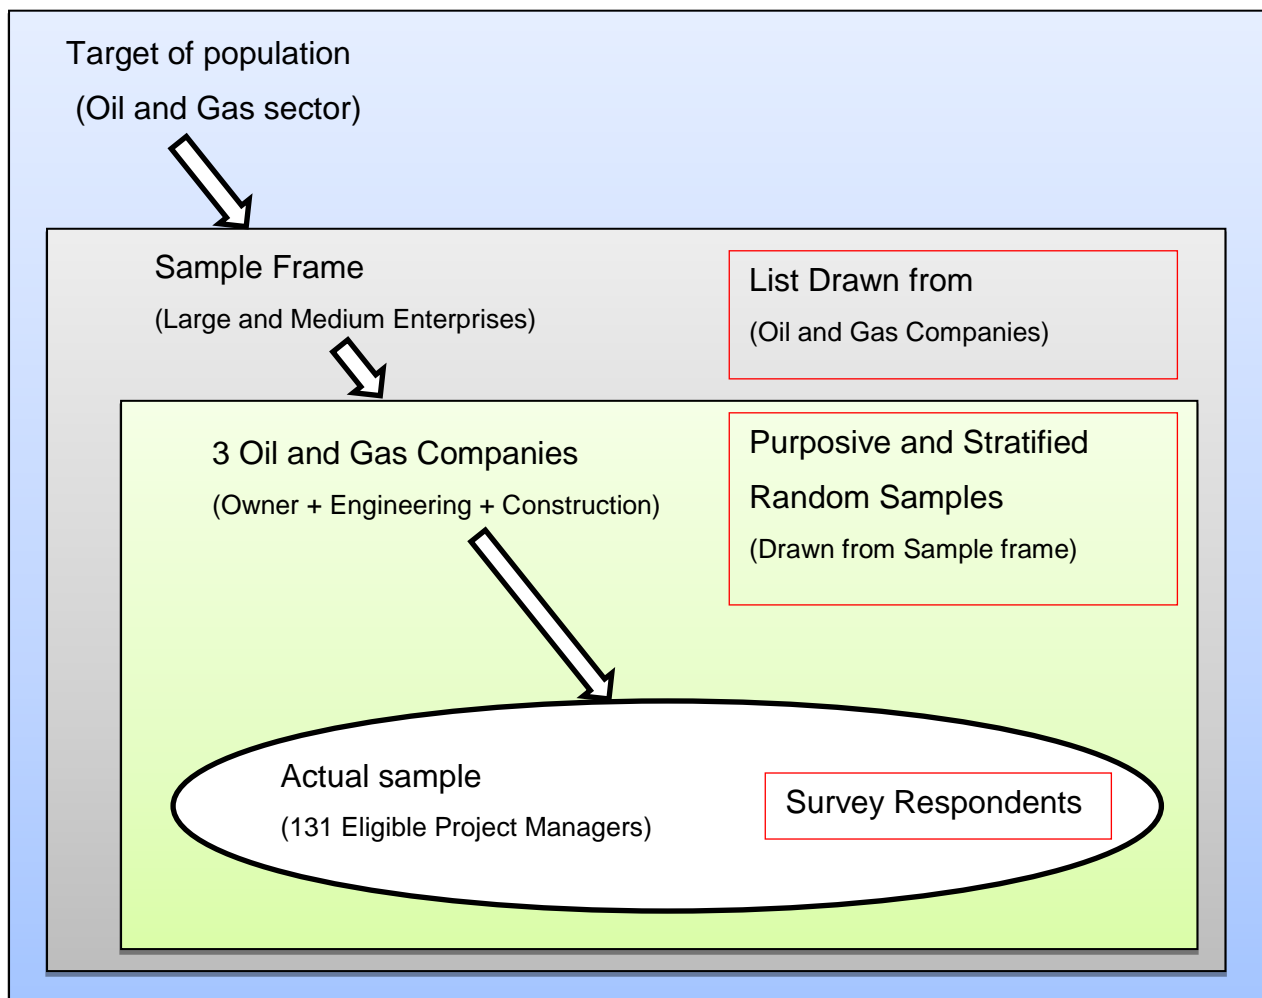 Target of population
(Oil and Gas sector)
Sample Frame
(Large and Medium Enterprises)
List Drawn from
(Oil and Gas Companies)
3 Oil and Gas Companies
(Owner + Engineering + Construction)
Purposive and Stratified
Random Samples
(Drawn from Sample frame)
Actual sample
(131 Eligible Project Managers)
Survey Respondents